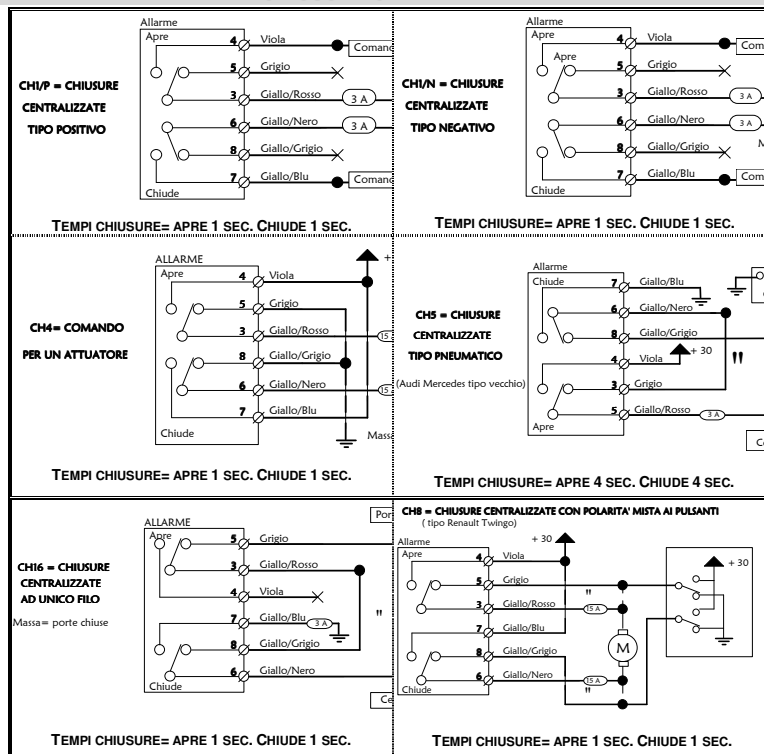 Allarme
Apre
4 Viola
Comand
5 Grigio
CH1/P = CHIUSURE
CENTRALIZZATE
TIPO POSITIVO
3 Giallo/Rosso 3 A
6 Giallo/Nero 3 A
8 Giallo/Grigio
7 Giallo/Blu
Comand
Chiude
TEMPI CHIUSURE= APRE 1 SEC. CHIUDE 1 SEC.
Allarme
Apre
4 Viola
Com
Apre
5 Grigio
CH1/N = CHIUSURE
CENTRALIZZATE
TIPO NEGATIVO
3 Giallo/Rosso 3 A
6 Giallo/Nero 3 A
M
8 Giallo/Grigio
7 Giallo/Blu
Com
Chiude
TEMPI CHIUSURE= APRE 1 SEC. CHIUDE 1 SEC.
ALLARME
Apre
+
4 Viola
5 Grigio
CH4= COMANDO
PER UN ATTUATORE
3 Giallo/Rosso 15
8 Giallo/Grigio
6 Giallo/Nero 15
7 Giallo/Blu
Chiude
Massa
TEMPI CHIUSURE= APRE 1 SEC. CHIUDE 1 SEC.
Allarme
Chiude
7 Giallo/Blu
6 Giallo/Nero
CH5 = CHIUSURE
CENTRALIZZATE
TIPO PNEUMATICO
(Audi Mercedes tipo vecchio)
8 Giallo/Grigio
4 Viola + 30 "
3 Grigio
5 Giallo/Rosso 3 A
Apre
TEMPI CHIUSURE= APRE 4 SEC. CHIUDE 4 SEC.
Por
ALLARME
Apre
5 Grigio
CH16 = CHIUSURE
CENTRALIZZATE
AD UNICO FILO
Massa= porte chiuse
3 Giallo/Rosso
4 Viola
7 Giallo/Blu 3 A "
8 Giallo/Grigio
6 Giallo/Nero
Chiude
Ce
TEMPI CHIUSURE= APRE 1 SEC. CHIUDE 1 SEC.
CH8 = CHIUSURE CENTRALIZZATE CON POLARITA' MISTA AI PULSANTI
( tipo Renault Twingo)
Allarme
+ 30
Apre
4 Viola
+ 30
5 Grigio "
3 Giallo/Rosso 15 A
7 Giallo/Blu
M
8 Giallo/Grigio
6 Giallo/Nero 15 A
"
Chiude
TEMPI CHIUSURE= APRE 1 SEC. CHIUDE 1 SEC.